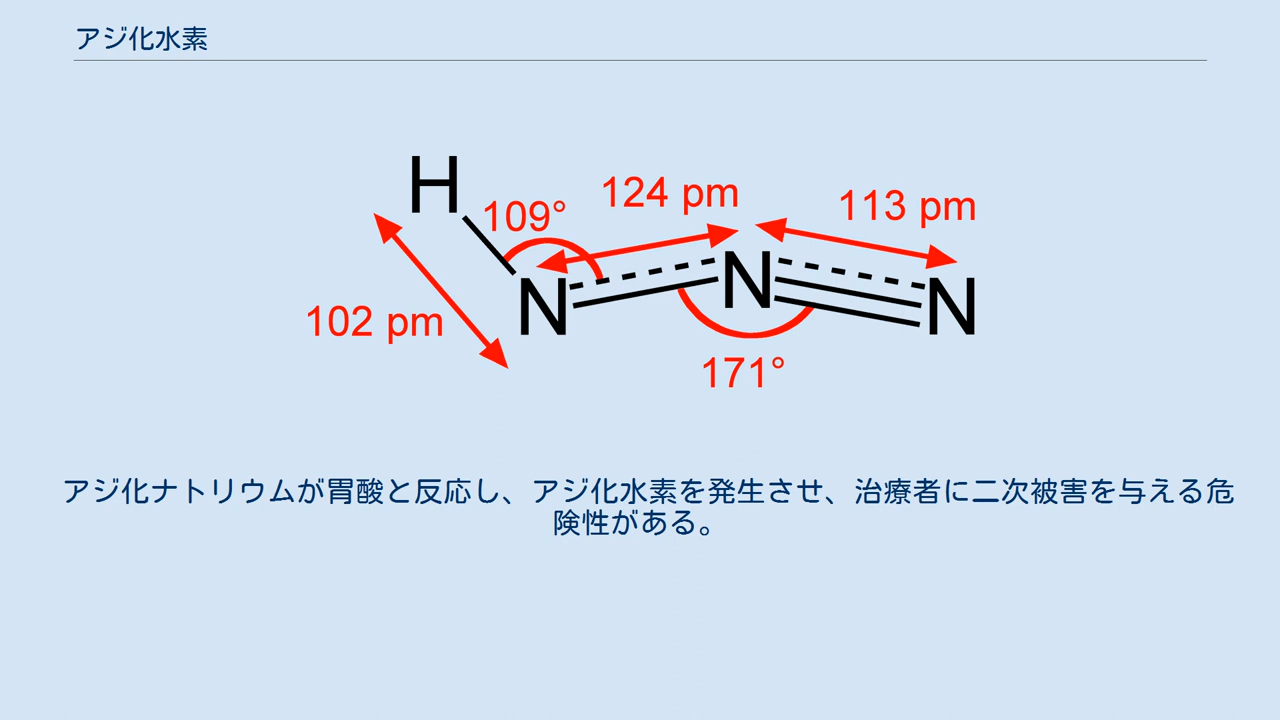 アジ化水素
H
109°
124 pm
113 pm
N
N
N
102 pm
171°
アジ化ナトリウムが胃酸と反応し、アジ化水素を発生させ、治療者に二次被害を与える危
険性がある。